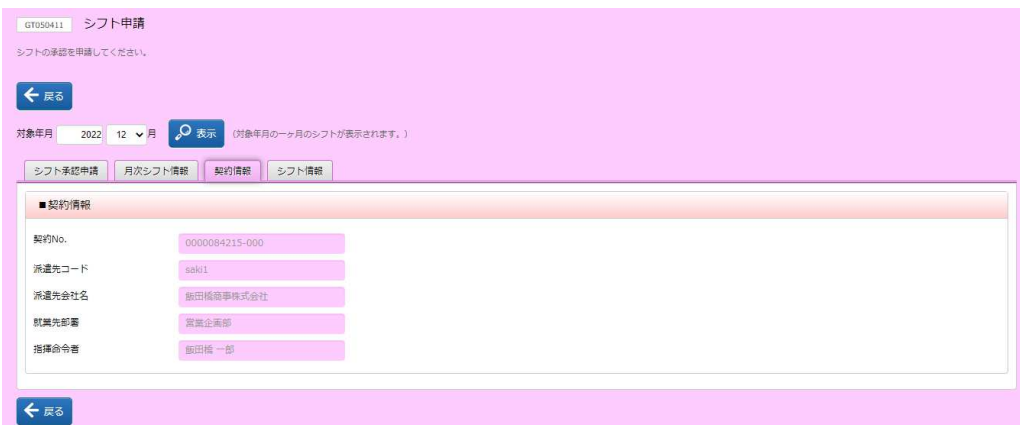 GT050411 シフト申請
シフトの承認を申請してください。
戻る
対象年月 2022 12 月 表示 (対象年月の一ヶ月のシフトが表示されます。)
シフト承認申請 月次シフト情報 契約情報 シフト情報
■契約情報
契約No. 0000084215-000
派遣先コード saki1
派遣先会社名 飯田橋商事株式会社
就業先部署 営業企画部
指揮命令者 飯田橋 一郎
戻る